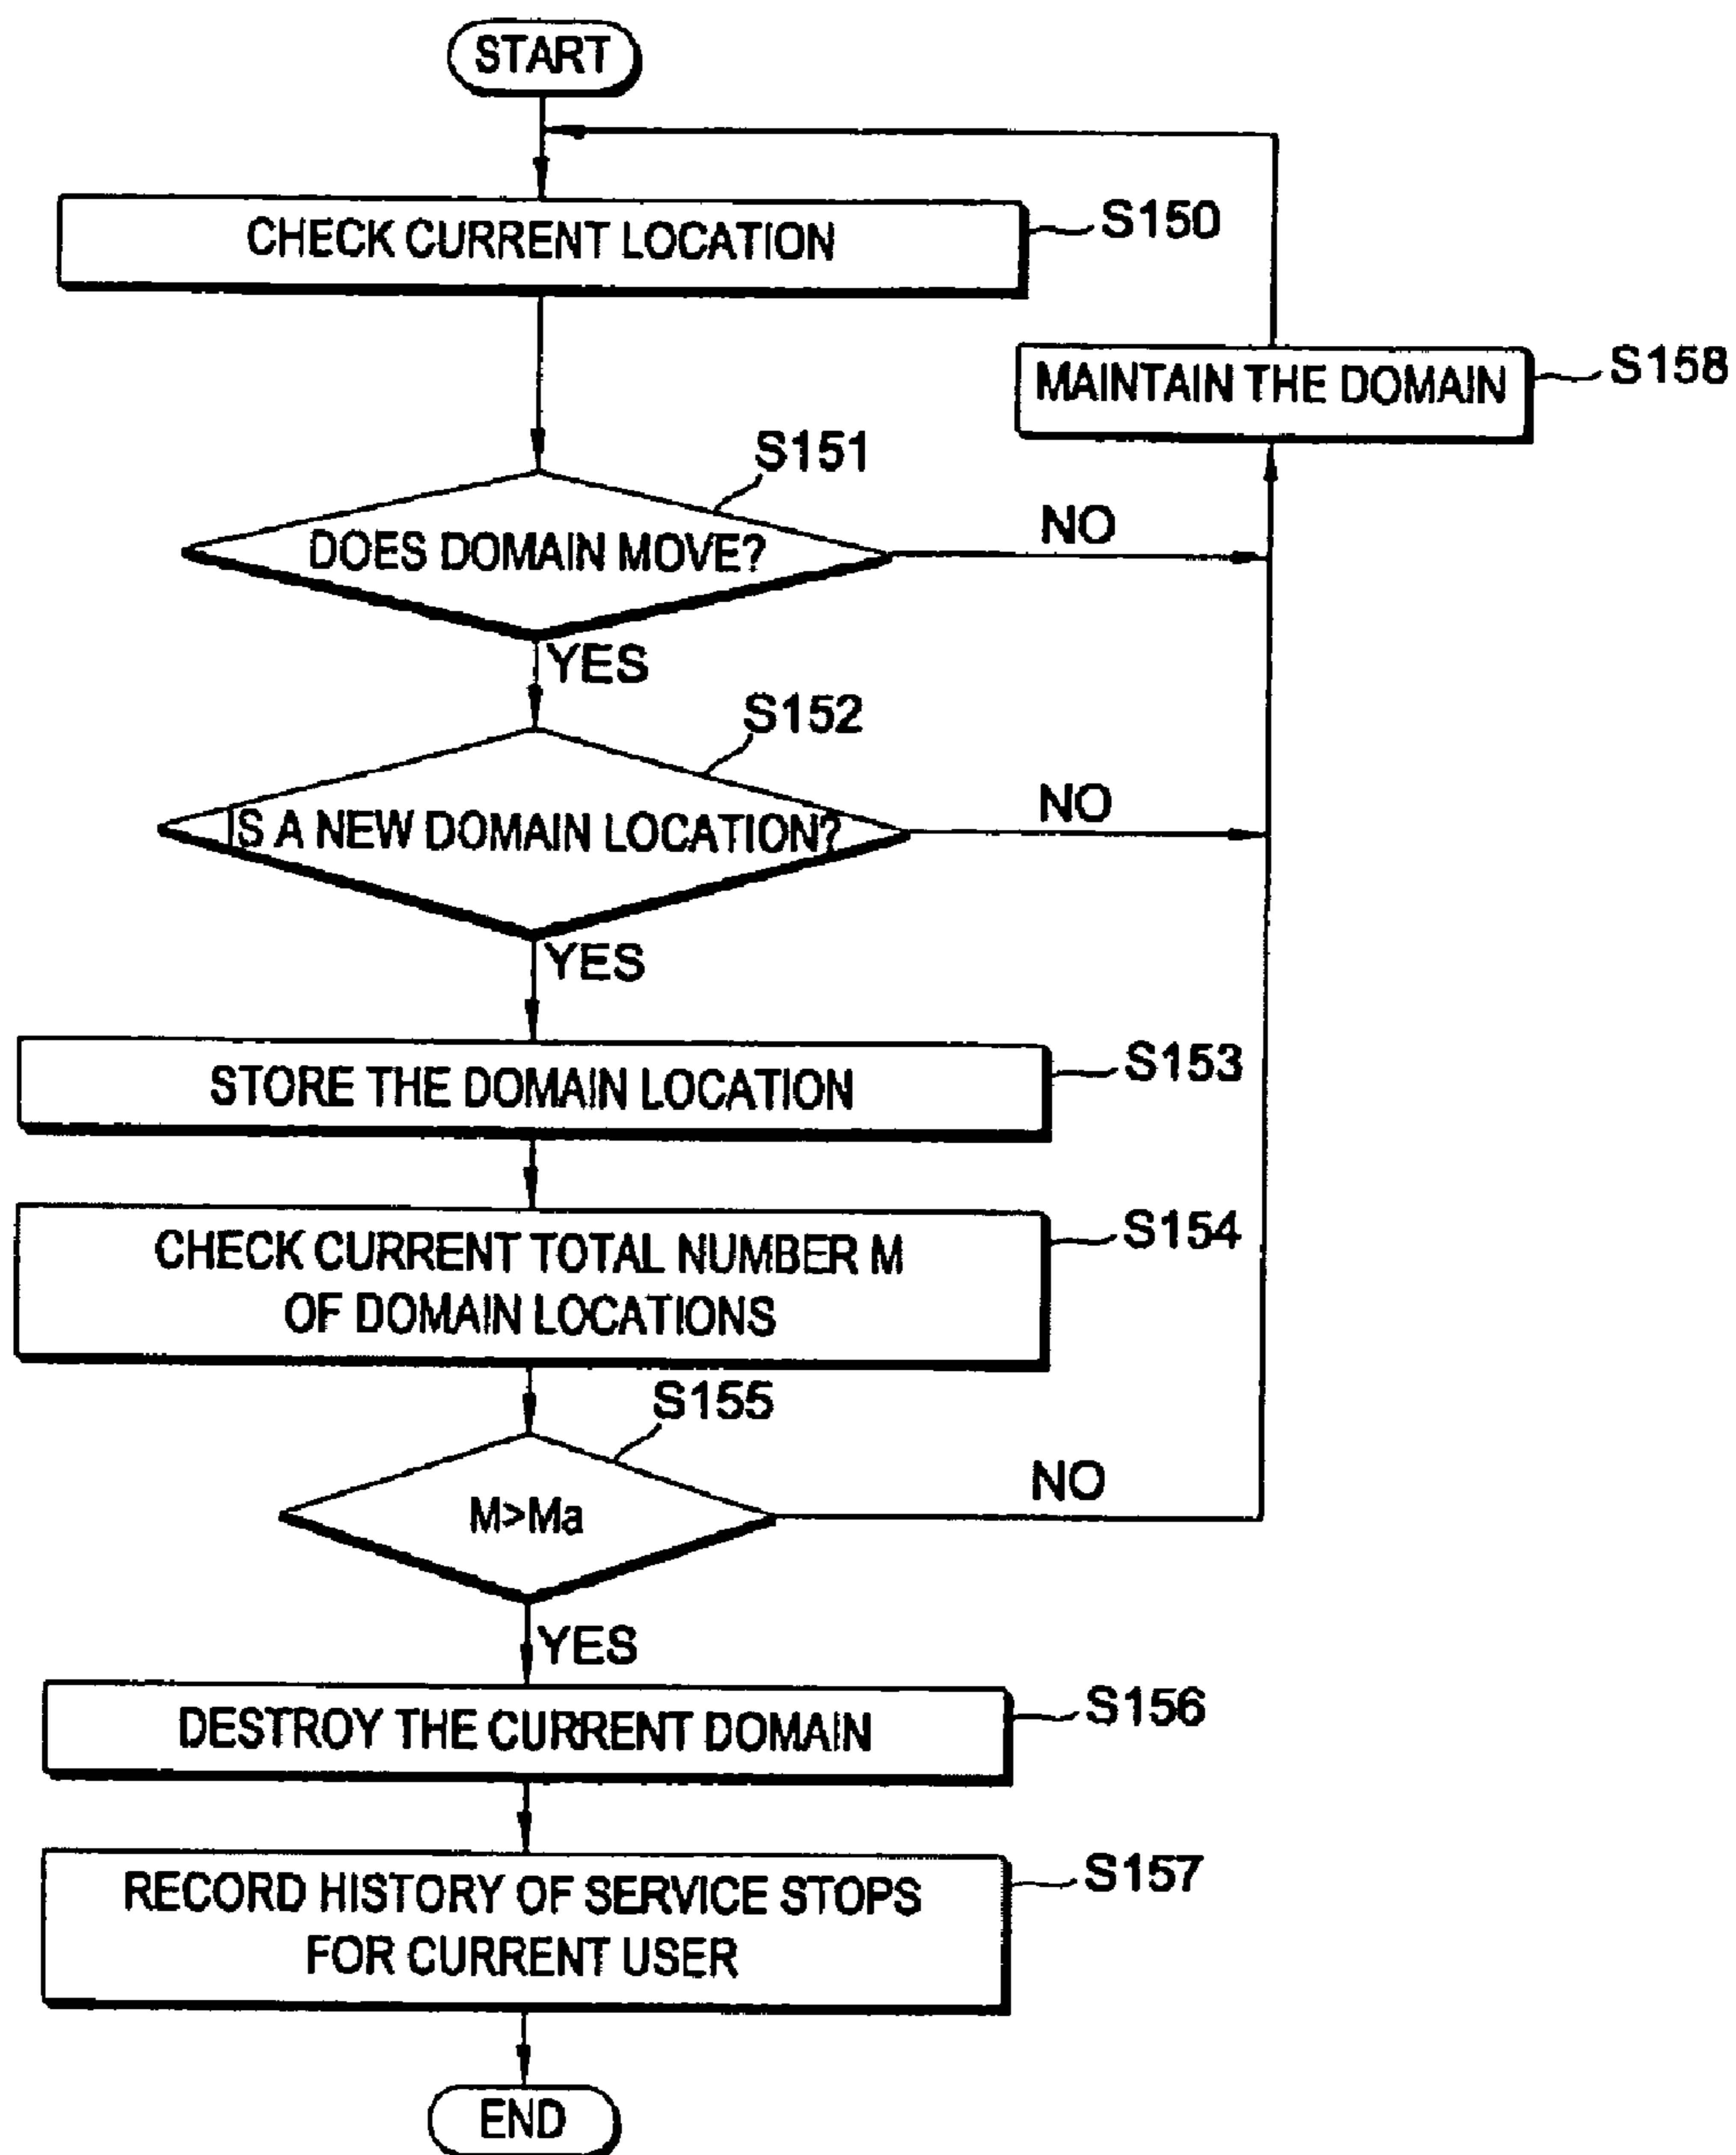 START
CHECK CURRENT LOCATION
S150
MAINTAIN THE DOMAIN
S158
S151
DOES DOMAIN MOVE?
NO
YES
S152
IS A NEW DOMAIN LOCATION?
NO
YES
STORE THE DOMAIN LOCATION
S153
CHECK CURRENT TOTAL NUMBER M
OF DOMAIN LOCATIONS
S154
S155
M>Ma
NO
YES
DESTROY THE CURRENT DOMAIN
S156
RECORD HISTORY OF SERVICE STOPS
FOR CURRENT USER
S157
END